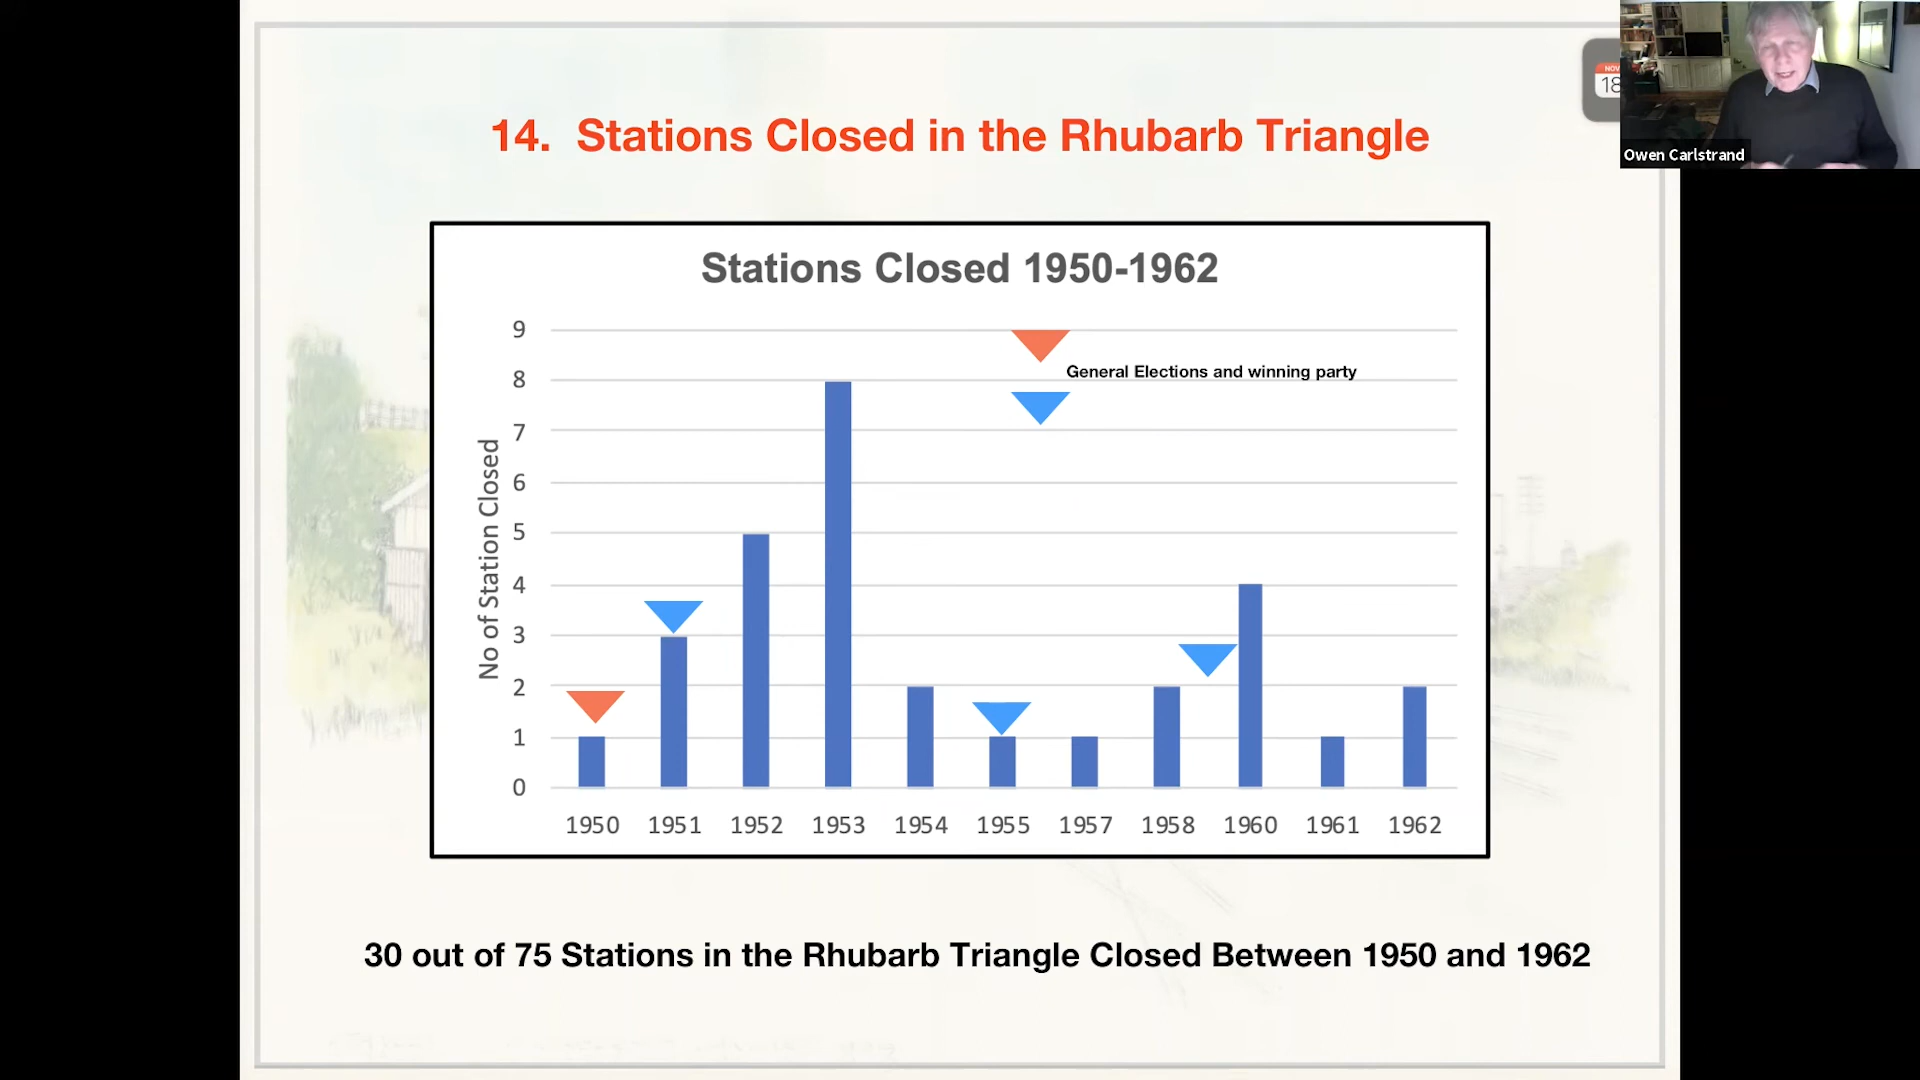 14. Stations Closed in the Rhubarb Triangle
NOV
18
Owen Carlstrand
Stations Closed 1950-1962
No of Station Closed
9
8
7
6
5
4
3
2
1
0
General Elections and winning party
1950 1951 1952 1953 1954 1955 1957 1958 1960 1961 1962
30 out of 75 Stations in the Rhubarb Triangle Closed Between 1950 and 1962